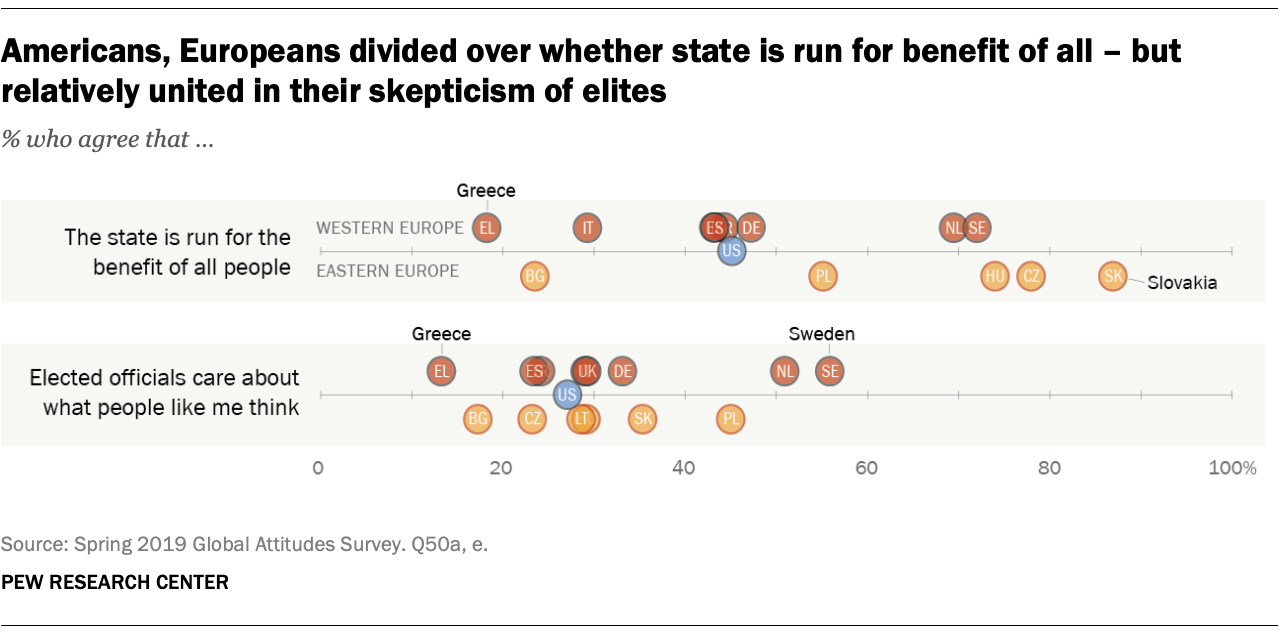 Americans, Europeans divided over whether state is run for benefit of all – but
relatively united in their skepticism of elites
% who agree that ...
Greece
The state is run for the
benefit of all people
WESTERN EUROPE
EL
IT
ES
DE
NL
SE
US
EASTERN EUROPE
BG
PL
HU
CZ
SK
Slovakia
Greece
Sweden
Elected officials care about
what people like me think
EL
ES
UK
DE
NL
SE
US
BG
CZ
LT
SK
PL
0 20 40 60 80 100%
Source: Spring 2019 Global Attitudes Survey. Q50a, e.
PEW RESEARCH CENTER